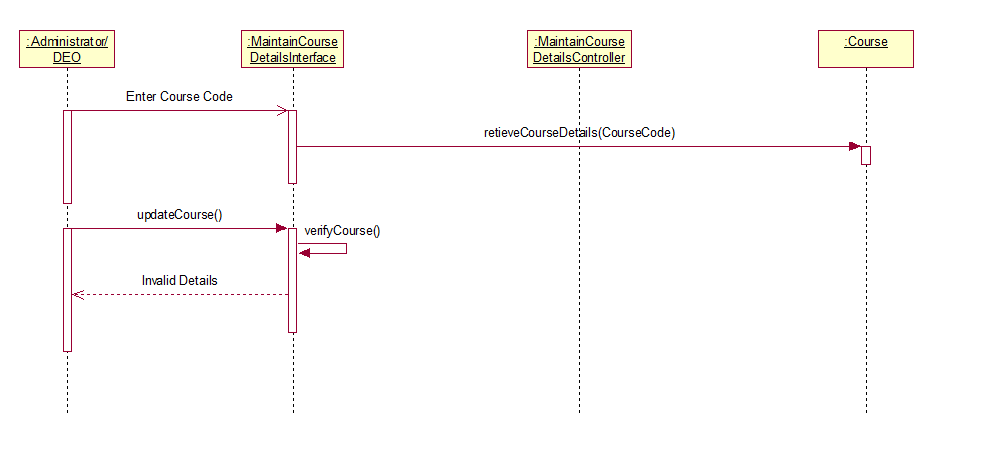 :Administrator/
DEO
:MaintainCourse
DetailsInterface
:MaintainCourse
DetailsController
:Course
Enter Course Code
retieveCourseDetails(CourseCode)
updateCourse()
verifyCourse()
Invalid Details